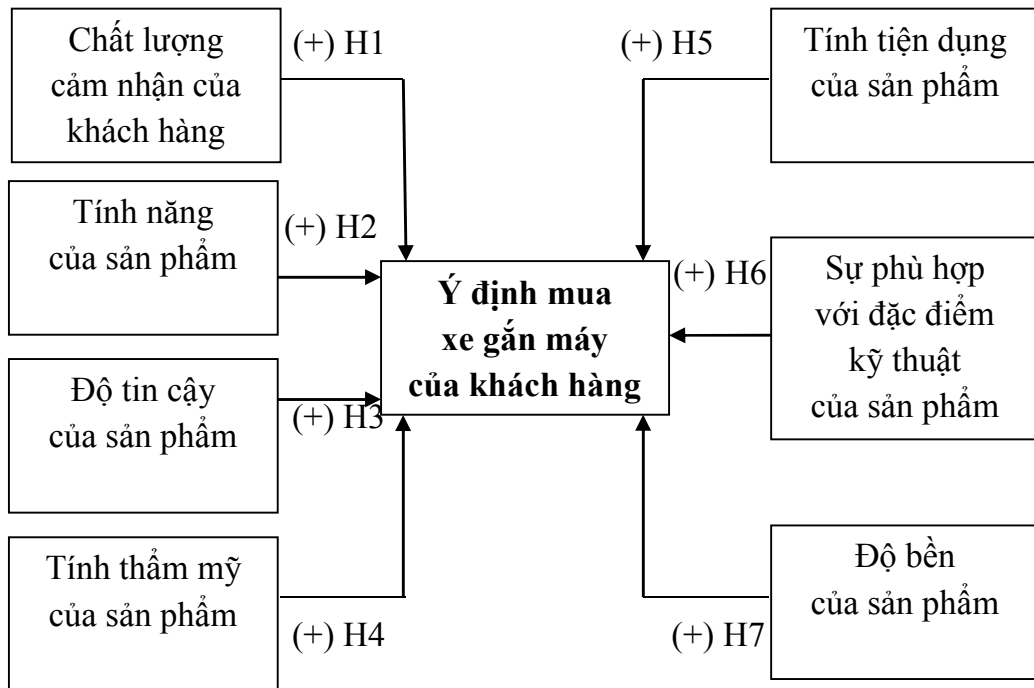 Chất lượng
cảm nhận của
khách hàng
(+) H1
Tính năng
của sản phẩm
(+) H2
Độ tin cậy
của sản phẩm
(+) H3
Tính thẩm mỹ
của sản phẩm
(+) H4
Ý định mua
xe gắn máy
của khách hàng
(+) H5
Tính tiện dụng
của sản phẩm
(+) H6
Sự phù hợp
với đặc điểm
kỹ thuật
của sản phẩm
(+) H7
Độ bền
của sản phẩm